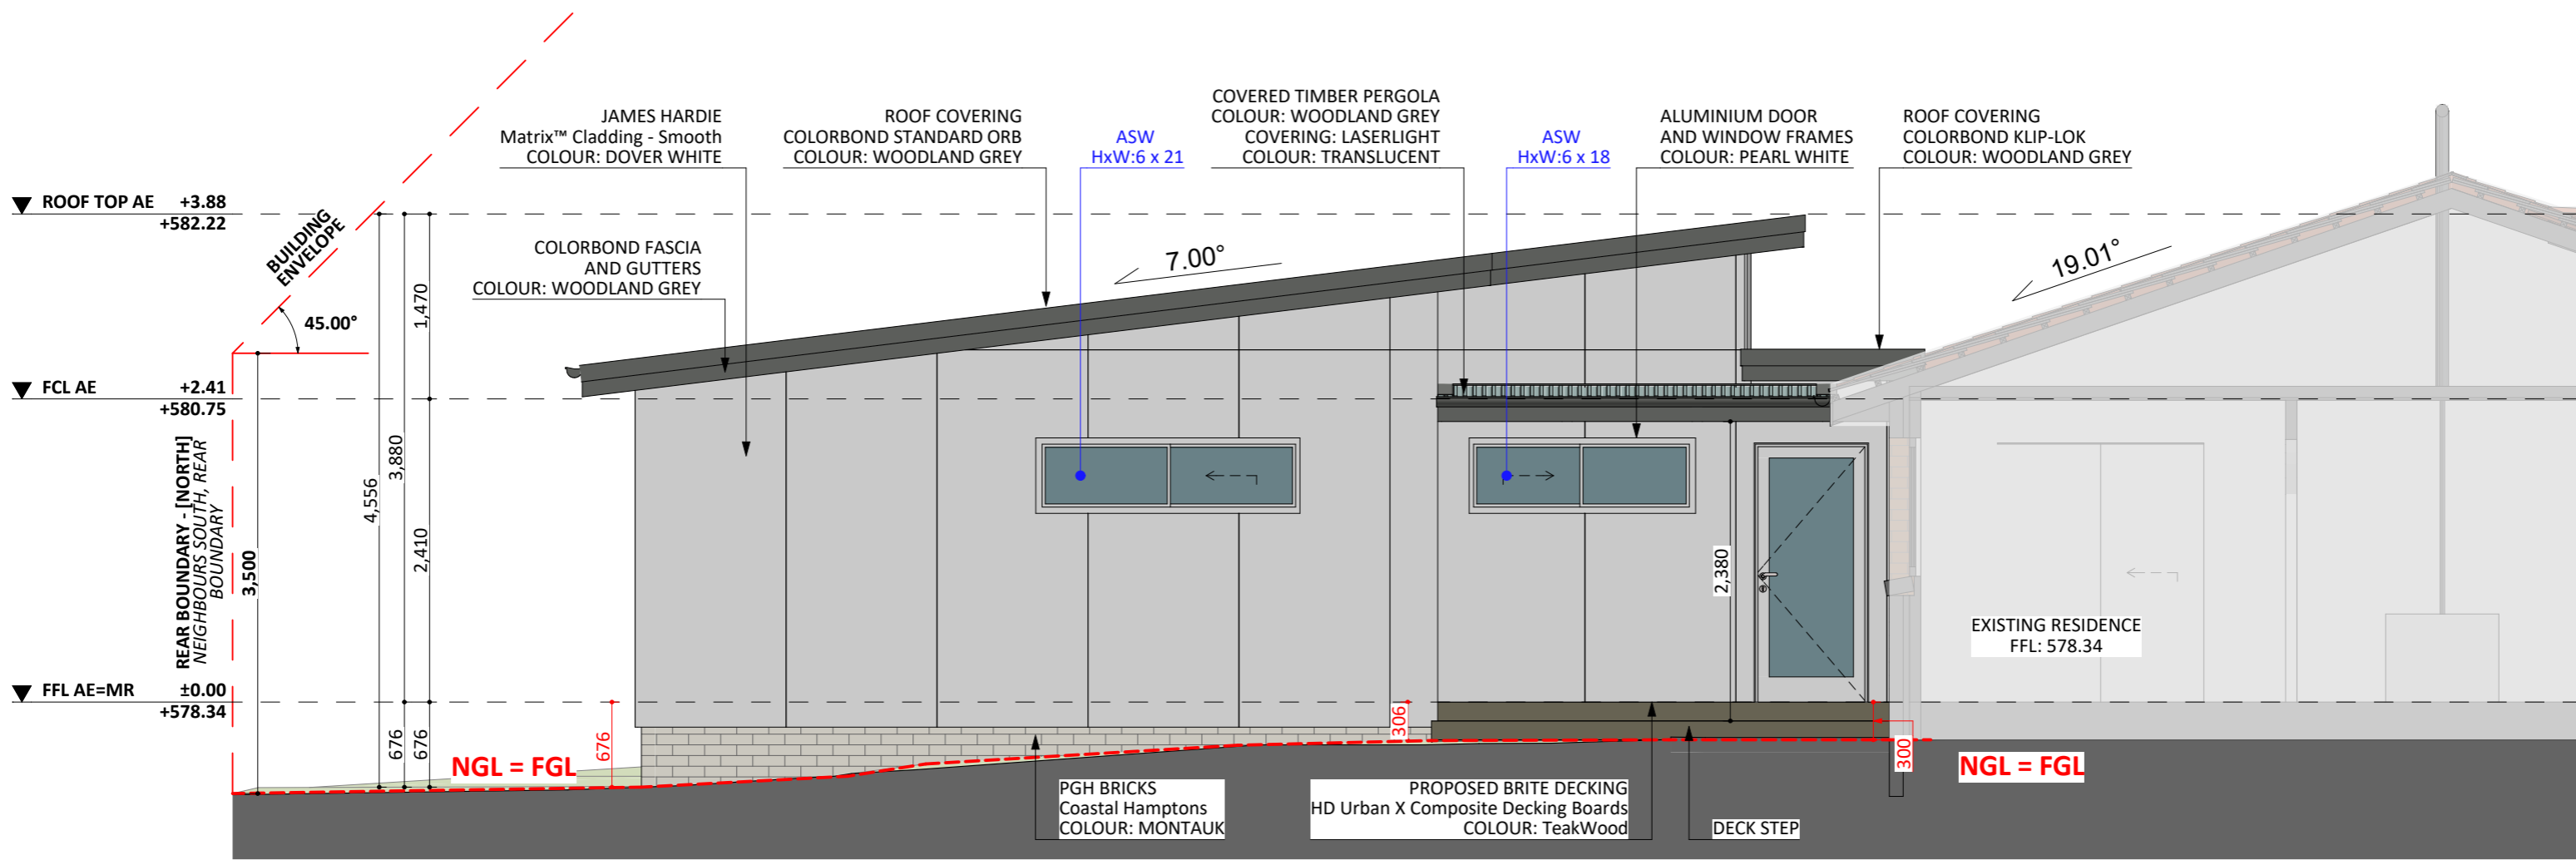 JAMES HARDIE
Matrix™ Cladding - Smooth
COLOUR: DOVER WHITE
ROOF COVERING
COLORBOND STANDARD ORB
COLOUR: WOODLAND GREY
ASW
HxW:6 x 21
COVERED TIMBER PERGOLA
COLOUR: WOODLAND GREY
COVERING: LASERLIGHT
COLOUR: TRANSLUCENT
ASW
HxW:6 x 18
ALUMINIUM DOOR
AND WINDOW FRAMES
COLOUR: PEARL WHITE
ROOF COVERING
COLORBOND KLIP-LOK
COLOUR: WOODLAND GREY
ROOF TOP AE +3.88
+582.22
BUILDING
ENVELOPE
COLORBOND FASCIA
AND GUTTERS
COLOUR: WOODLAND GREY
7.00°
19.01°
45.00°
1,470
FCL AE +2.41
+580.75
REAR BOUNDARY - [NORTH]
NEIGHBOURS SOUTH, REAR
BOUNDARY
3,500
4,556
3,880
2,410
2,380
EXISTING RESIDENCE
FFL: 578.34
FFL AE=MR ±0.00
+578.34
676
676
676
306
300
NGL = FGL
NGL = FGL
PGH BRICKS
Coastal Hamptons
COLOUR: MONTAUK
PROPOSED BRITE DECKING
HD Urban X Composite Decking Boards
COLOUR: TeakWood
DECK STEP